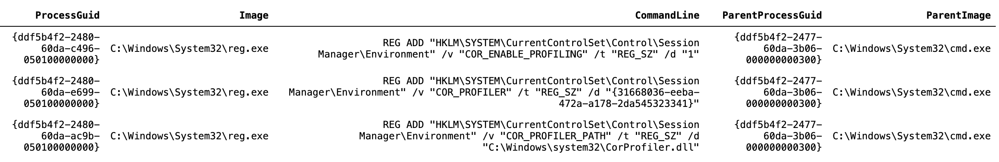 ProcessGuid Image CommandLine ParentProcessGuid ParentImage
{ddf5b4f2-2480-
60da-c496-
050100000000}
C:\Windows\System32\reg.exe
REG ADD "HKLM\SYSTEM\CurrentControlSet\Control\Session
Manager\Environment" /v "COR_ENABLE_PROFILING" /t "REG_SZ" /d "1"
{ddf5b4f2-2477-
60da-3b06-
000000000300}
C:\Windows\System32\cmd.exe
{ddf5b4f2-2480-
60da-e699-
050100000000}
C:\Windows\System32\reg.exe
REG ADD "HKLM\SYSTEM\CurrentControlSet\Control\Session
Manager\Environment" /v "COR_PROFILER" /t "REG_SZ" /d "{31668036-eeba-
472a-a178-2da545323341}"
{ddf5b4f2-2477-
60da-3b06-
000000000300}
C:\Windows\System32\cmd.exe
{ddf5b4f2-2480-
60da-ac9b-
050100000000}
C:\Windows\System32\reg.exe
REG ADD "HKLM\SYSTEM\CurrentControlSet\Control\Session
Manager\Environment" /v "COR_PROFILER_PATH" /t "REG_SZ" /d
"C:\Windows\system32\CorProfiler.dll"
{ddf5b4f2-2477-
60da-3b06-
000000000300}
C:\Windows\System32\cmd.exe